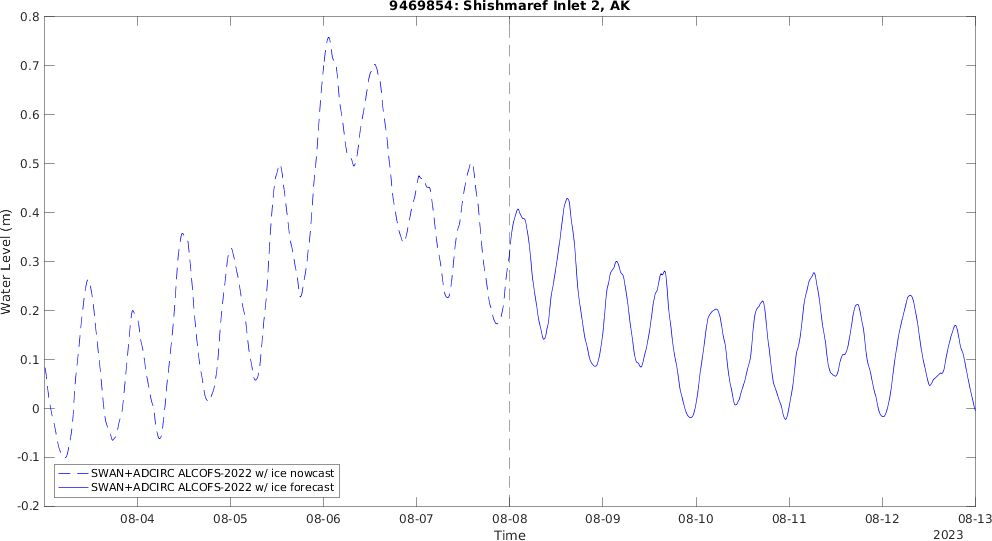 9469854: Shishmaref Inlet 2, AK
0.8
0.7
0.6
0.5
0.4
0.3
0.2
0.1
0
-0.1
-0.2
Water Level (m)
SWAN+ADCIRC ALCOFS-2022 w/ ice nowcast
SWAN+ADCIRC ALCOFS-2022 w/ ice forecast
08-04 08-05 08-06 08-07 08-08 08-09 08-10 08-11 08-12 08-13
Time
2023